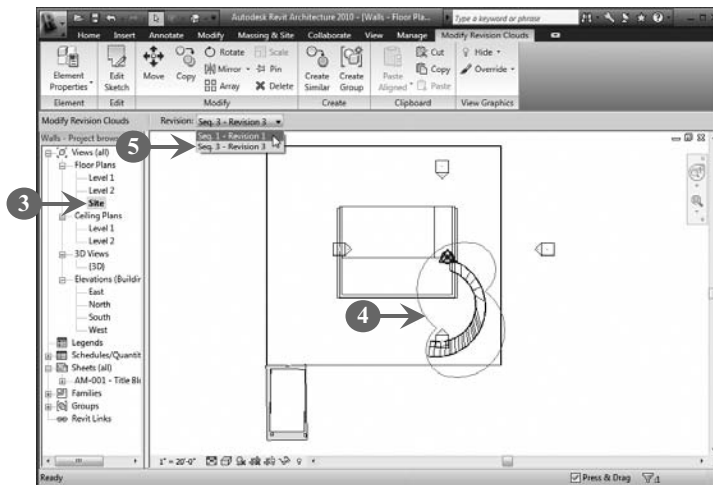 Autodesk Revit Architecture 2010 - [Walls - Floor Pla...
Type a keyword or phrase
Home Insert Annotate Modify Massing & Site Collaborate View Manage Modify Revision Clouds
Element Properties
Edit Sketch
Move
Copy
Rotate
Mirror
Array
Scale
Pin
Delete
Create Similar
Create Group
Paste Aligned
Cut
Copy
Paste
Hide
Override
Element Edit Modify Create Clipboard View Graphics
Modify Revision Clouds Revision: Seq. 3 - Revision 3
Seq. 1 - Revision 1
Seq. 3 - Revision 3
5
Walls - Project brows
Views (all)
Floor Plans
Level 1
Level 2
Site
3
Ceiling Plans
Level 1
Level 2
3D Views
{3D}
Elevations (Buildir
East
North
South
West
Legends
Schedules/Quantit
Sheets (all)
AM-001 - Title Bl
Families
Groups
Revit Links
4
1" = 20'-0"
Ready
Press & Drag